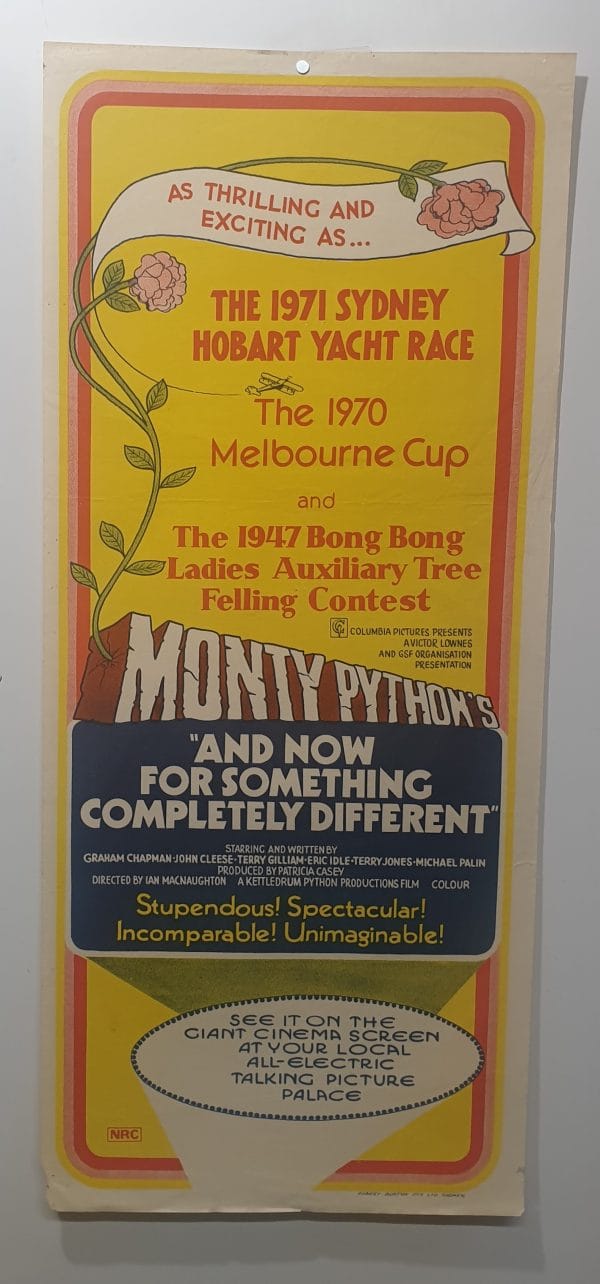 AS THRILLING AND
EXCITING AS...
THE 1971 SYDNEY
HOBART YACHT RACE
The 1970
Melbourne Cup
and
The 1947 Bong Bong
Ladies Auxiliary Tree
Felling Contest
COLUMBIA PICTURES PRESENTS
A VICTOR LOWNES
AND GSF ORGANISATION
PRESENTATION
MONTY PYTHON'S
"AND NOW
FOR SOMETHING
COMPLETELY DIFFERENT"
STARRING AND WRITTEN BY
GRAHAM CHAPMAN·JOHN CLEESE·TERRY GILLIAM·ERIC IDLE·TERRY JONES·MICHAEL PALIN
PRODUCED BY PATRICIA CASEY
DIRECTED BY IAN MACNAUGHTON A KETTLEDRUM PYTHON PRODUCTIONS FILM COLOUR
Stupendous! Spectacular!
Incomparable! Unimaginable!
SEE IT ON THE
GIANT CINEMA SCREEN
AT YOUR LOCAL
ALL-ELECTRIC
TALKING PICTURE
PALACE
NRC
PTY LTD SYDNEY